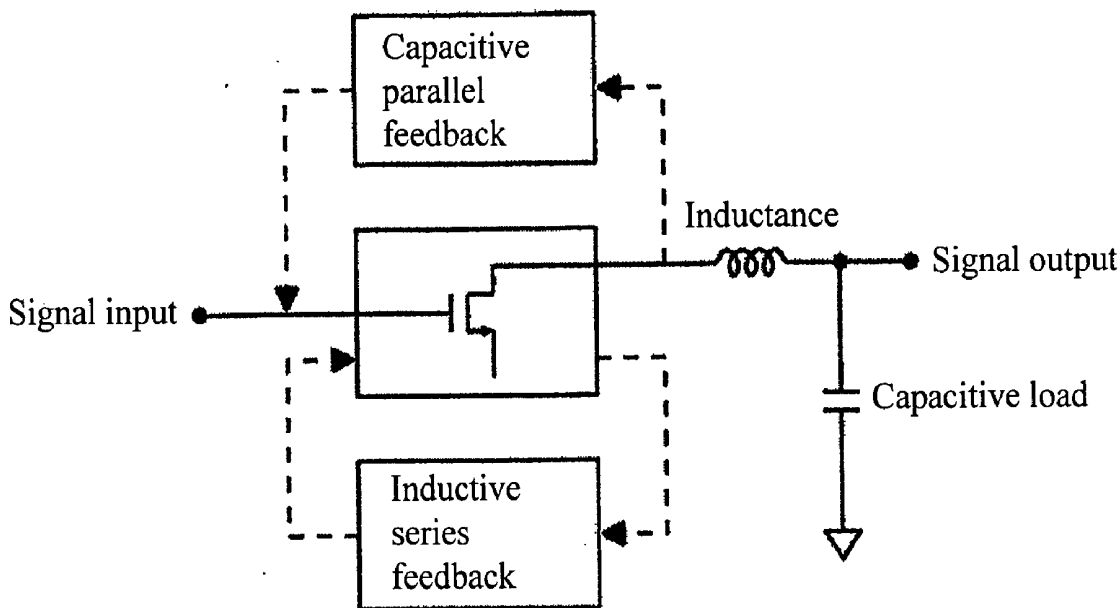 Capacitive
parallel
feedback
Inductance
Signal output
Signal input
Capacitive load
Inductive
series
feedback